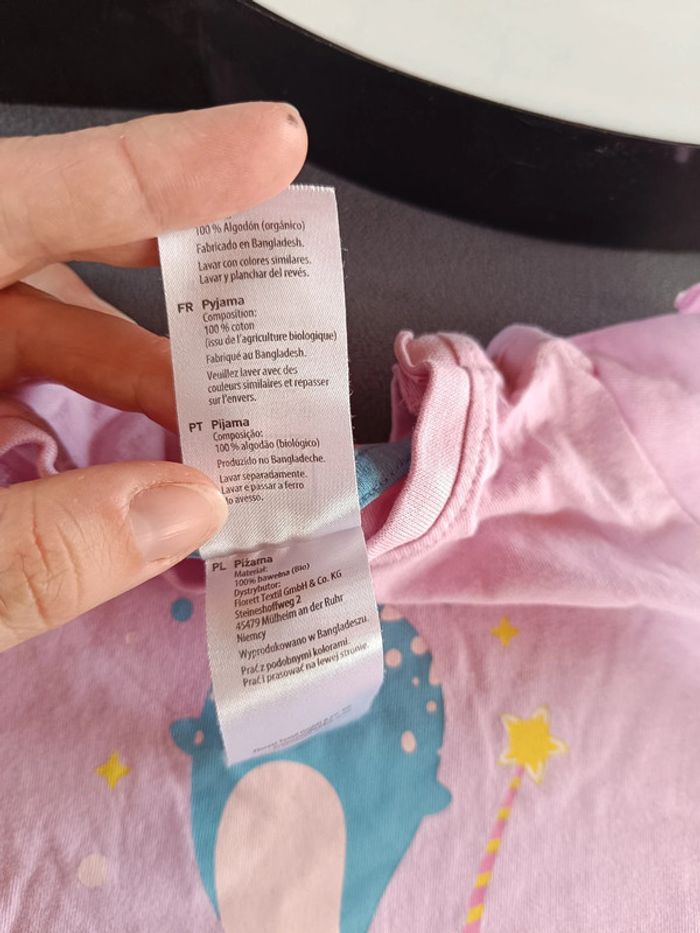 100 % Algodón (orgánico)
Fabricado en Bangladesh.
Lavar con colores similares.
Lavar y planchar del revés.
FR Pyjama
Composition:
100 % coton
(issu de l'agriculture biologique)
Fabriqué au Bangladesh.
Veuillez laver avec des
couleurs similaires et repasser
sur l'envers.
PT Pijama
Composição:
100 % algodão (biológico)
Produzido no Bangladeche.
Lavar separadamente.
Lavar e passar a ferro
do avesso.
PL Piżama
Materiał:
100% bawełna (Bio)
Dystrybutor:
Florett Textil GmbH & Co. KG
Steineshoffweg 2
45479 Mülheim an der Ruhr
Niemcy
Wyprodukowano w Bangladeszu.
Prać z podobnymi kolorami.
Prać i prasować na lewej stronie.